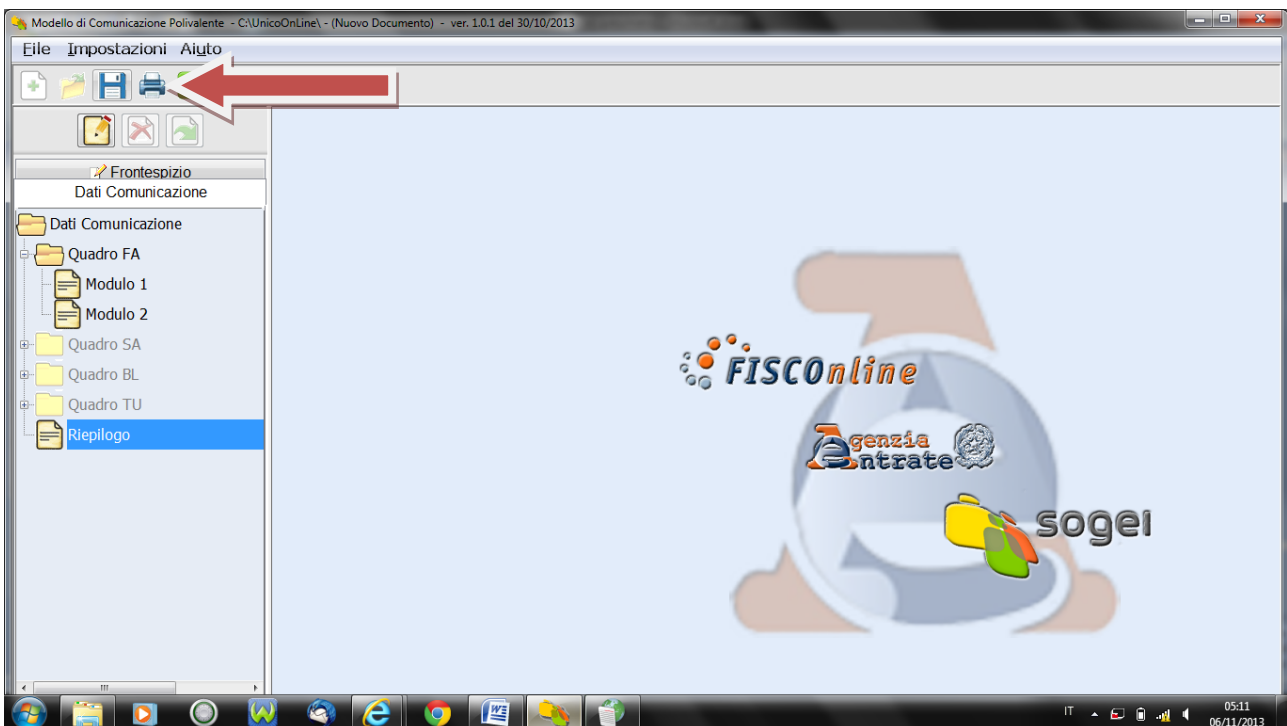 Modello di Comunicazione Polivalente - C:\UnicoOnLine\ - (Nuovo Documento) - ver. 1.0.1 del 30/10/2013
File Impostazioni Aiuto
Frontespizio
Dati Comunicazione
Dati Comunicazione
Quadro FA
Modulo 1
Modulo 2
Quadro SA
Quadro BL
Quadro TU
Riepilogo
FISCOnline
Agenzia
Entrate
sogei
IT
05:11
06/11/2013